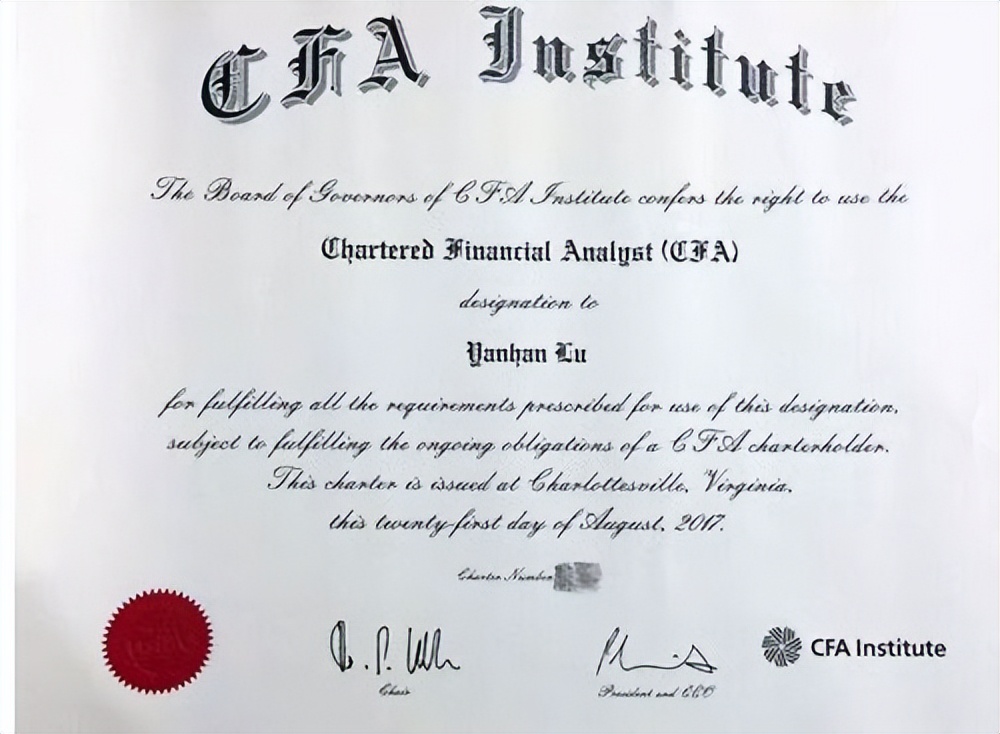 CFA Institute
The Board of Governors of CFA Institute confers the right to use the
Chartered Financial Analyst (CFA)
designation to
Yanhan Lu
for fulfilling all the requirements prescribed for use of this designation,
subject to fulfilling the ongoing obligations of a CFA charterholder.
This charter is issued at Charlottesville, Virginia,
this twenty-first day of August, 2017.
Charter Number
CFA Institute
Chair
President and CEO